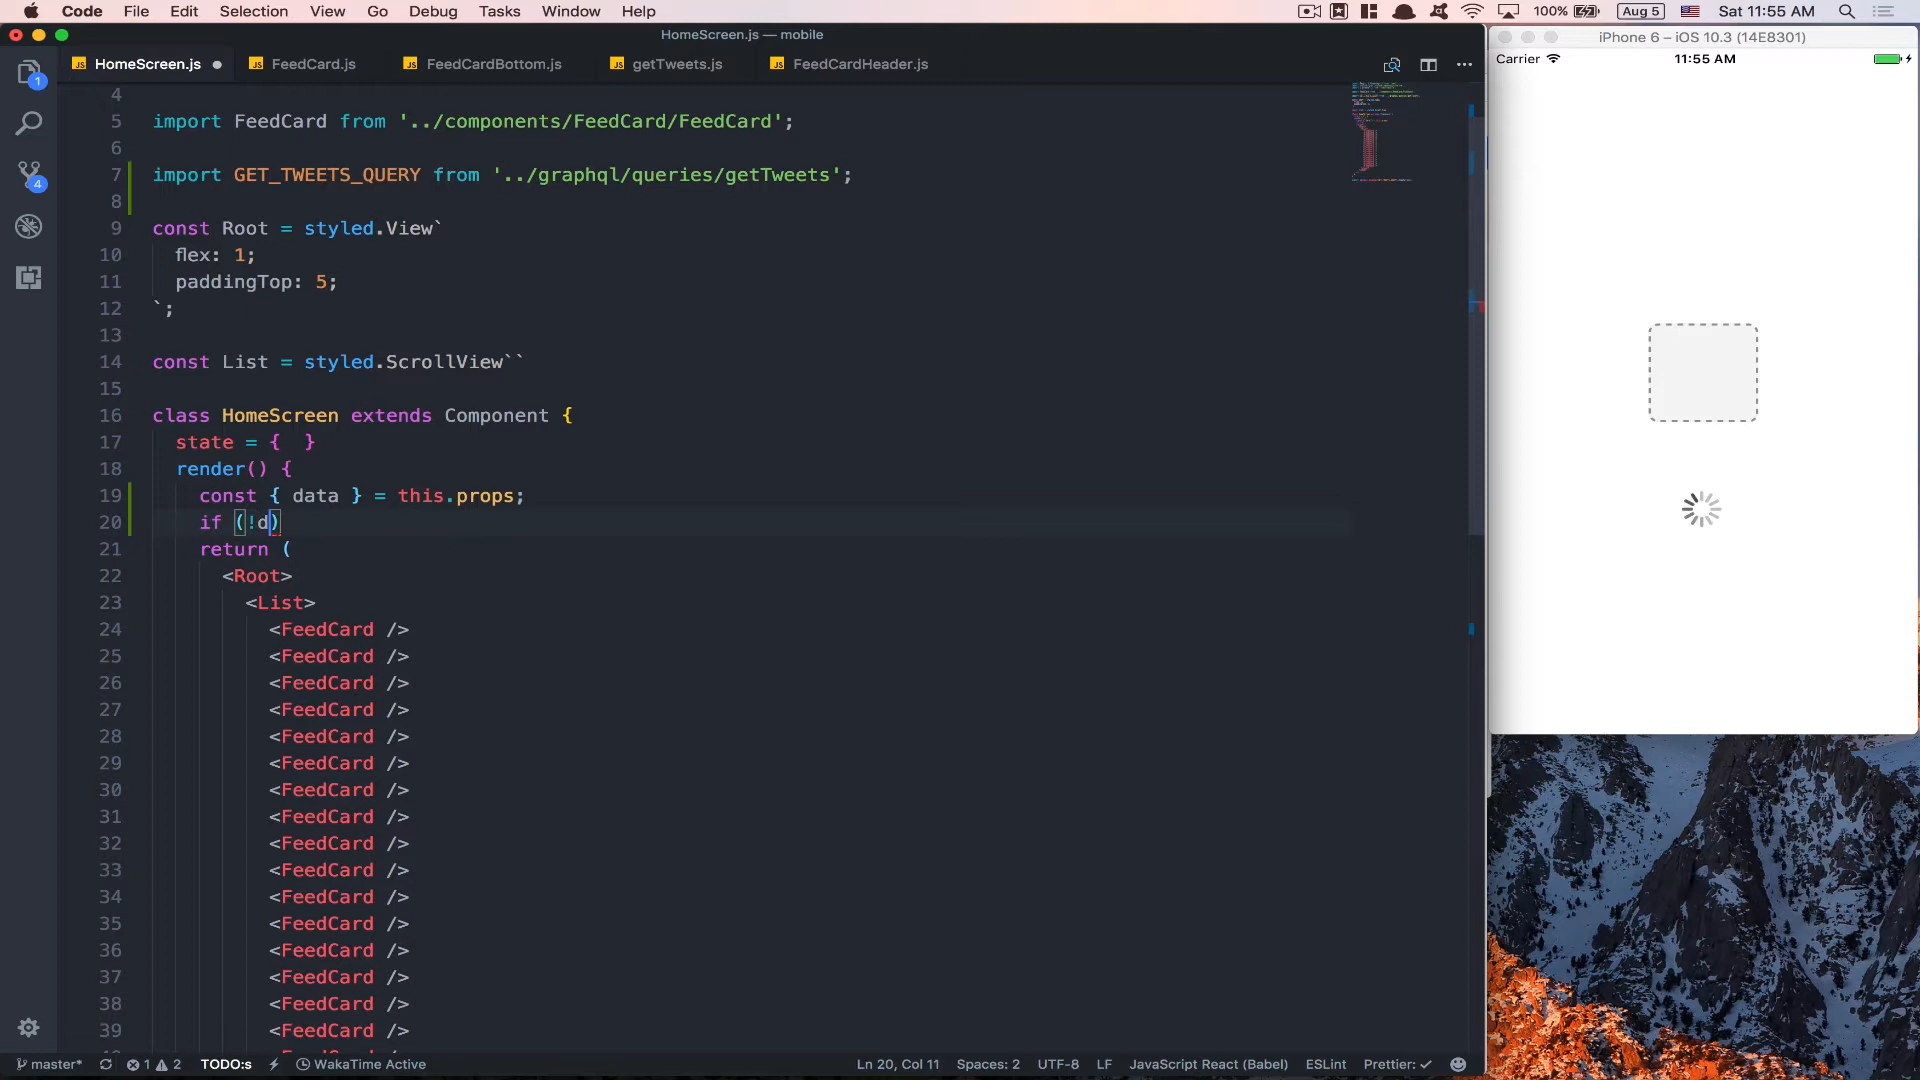 Code File Edit Selection View Go Debug Tasks Window Help 100% Aug 5 Sat 11:55 AM
HomeScreen.js — mobile
iPhone 6 – iOS 10.3 (14E8301)
Carrier 11:55 AM
HomeScreen.js FeedCard.js FeedCardBottom.js getTweets.js FeedCardHeader.js
1
4
4
5 import FeedCard from '../components/FeedCard/FeedCard';
6
7 import GET_TWEETS_QUERY from '../graphql/queries/getTweets';
8
9 const Root = styled.View`
10 flex: 1;
11 paddingTop: 5;
12 `;
13
14 const List = styled.ScrollView``
15
16 class HomeScreen extends Component {
17 state = { }
18 render() {
19 const { data } = this.props;
20 if (!d)
21 return (
22 <Root>
23 <List>
24 <FeedCard />
25 <FeedCard />
26 <FeedCard />
27 <FeedCard />
28 <FeedCard />
29 <FeedCard />
30 <FeedCard />
31 <FeedCard />
32 <FeedCard />
33 <FeedCard />
34 <FeedCard />
35 <FeedCard />
36 <FeedCard />
37 <FeedCard />
38 <FeedCard />
39 <FeedCard />
master* 1 2 TODO:s WakaTime Active Ln 20, Col 11 Spaces: 2 UTF-8 LF JavaScript React (Babel) ESLint Prettier: ✓